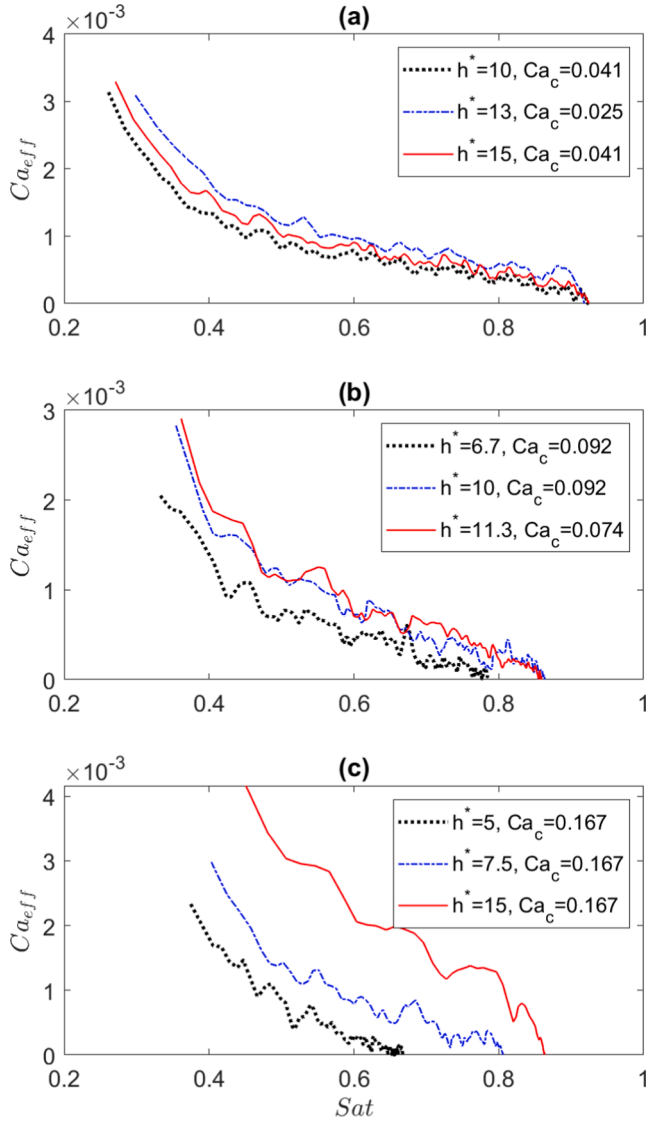 (a)
×10⁻³
4
3
2
1
0
Ca_eff
h*=10, Ca_c=0.041
h*=13, Ca_c=0.025
h*=15, Ca_c=0.041
0.2 0.4 0.6 0.8 1
(b)
×10⁻³
3
2
1
0
Ca_eff
h*=6.7, Ca_c=0.092
h*=10, Ca_c=0.092
h*=11.3, Ca_c=0.074
0.2 0.4 0.6 0.8 1
(c)
×10⁻³
4
3
2
1
0
Ca_eff
h*=5, Ca_c=0.167
h*=7.5, Ca_c=0.167
h*=15, Ca_c=0.167
0.2 0.4 0.6 0.8 1
Sat